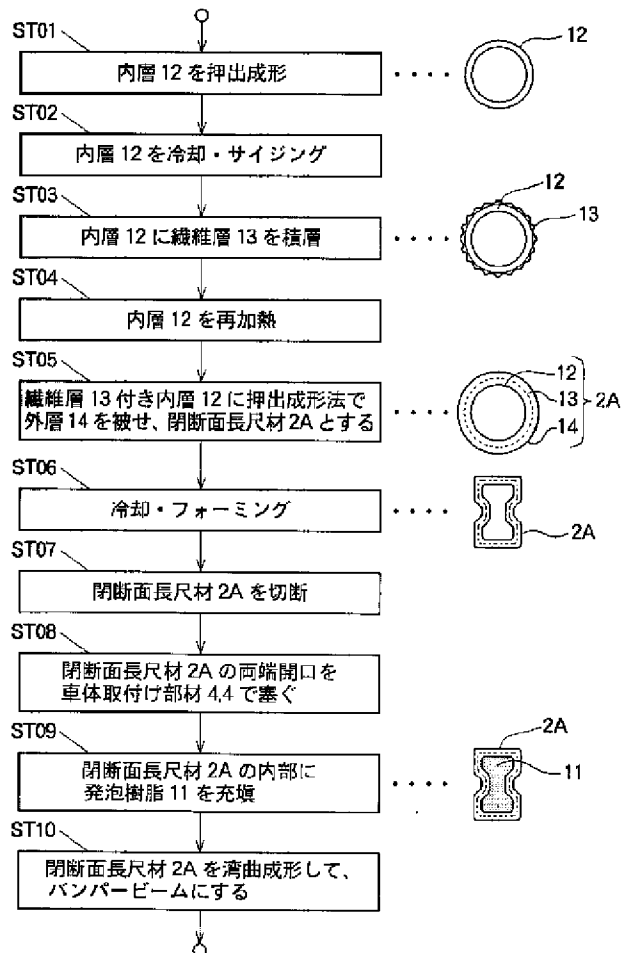 ST01
内層 12 を押出成形
12
ST02
内層 12 を冷却・サイジング
ST03
内層 12 に繊維層 13 を積層
12
13
ST04
内層 12 を再加熱
ST05
繊維層 13 付き内層 12 に押出成形法で
外層 14 を被せ、閉断面長尺材 2A とする
12
13
14
2A
ST06
冷却・フォーミング
2A
ST07
閉断面長尺材 2A を切断
ST08
閉断面長尺材 2A の両端開口を
車体取付け部材 4,4 で塞ぐ
ST09
閉断面長尺材 2A の内部に
発泡樹脂 11 を充填
2A
11
ST10
閉断面長尺材 2A を湾曲成形して、
バンパービームにする